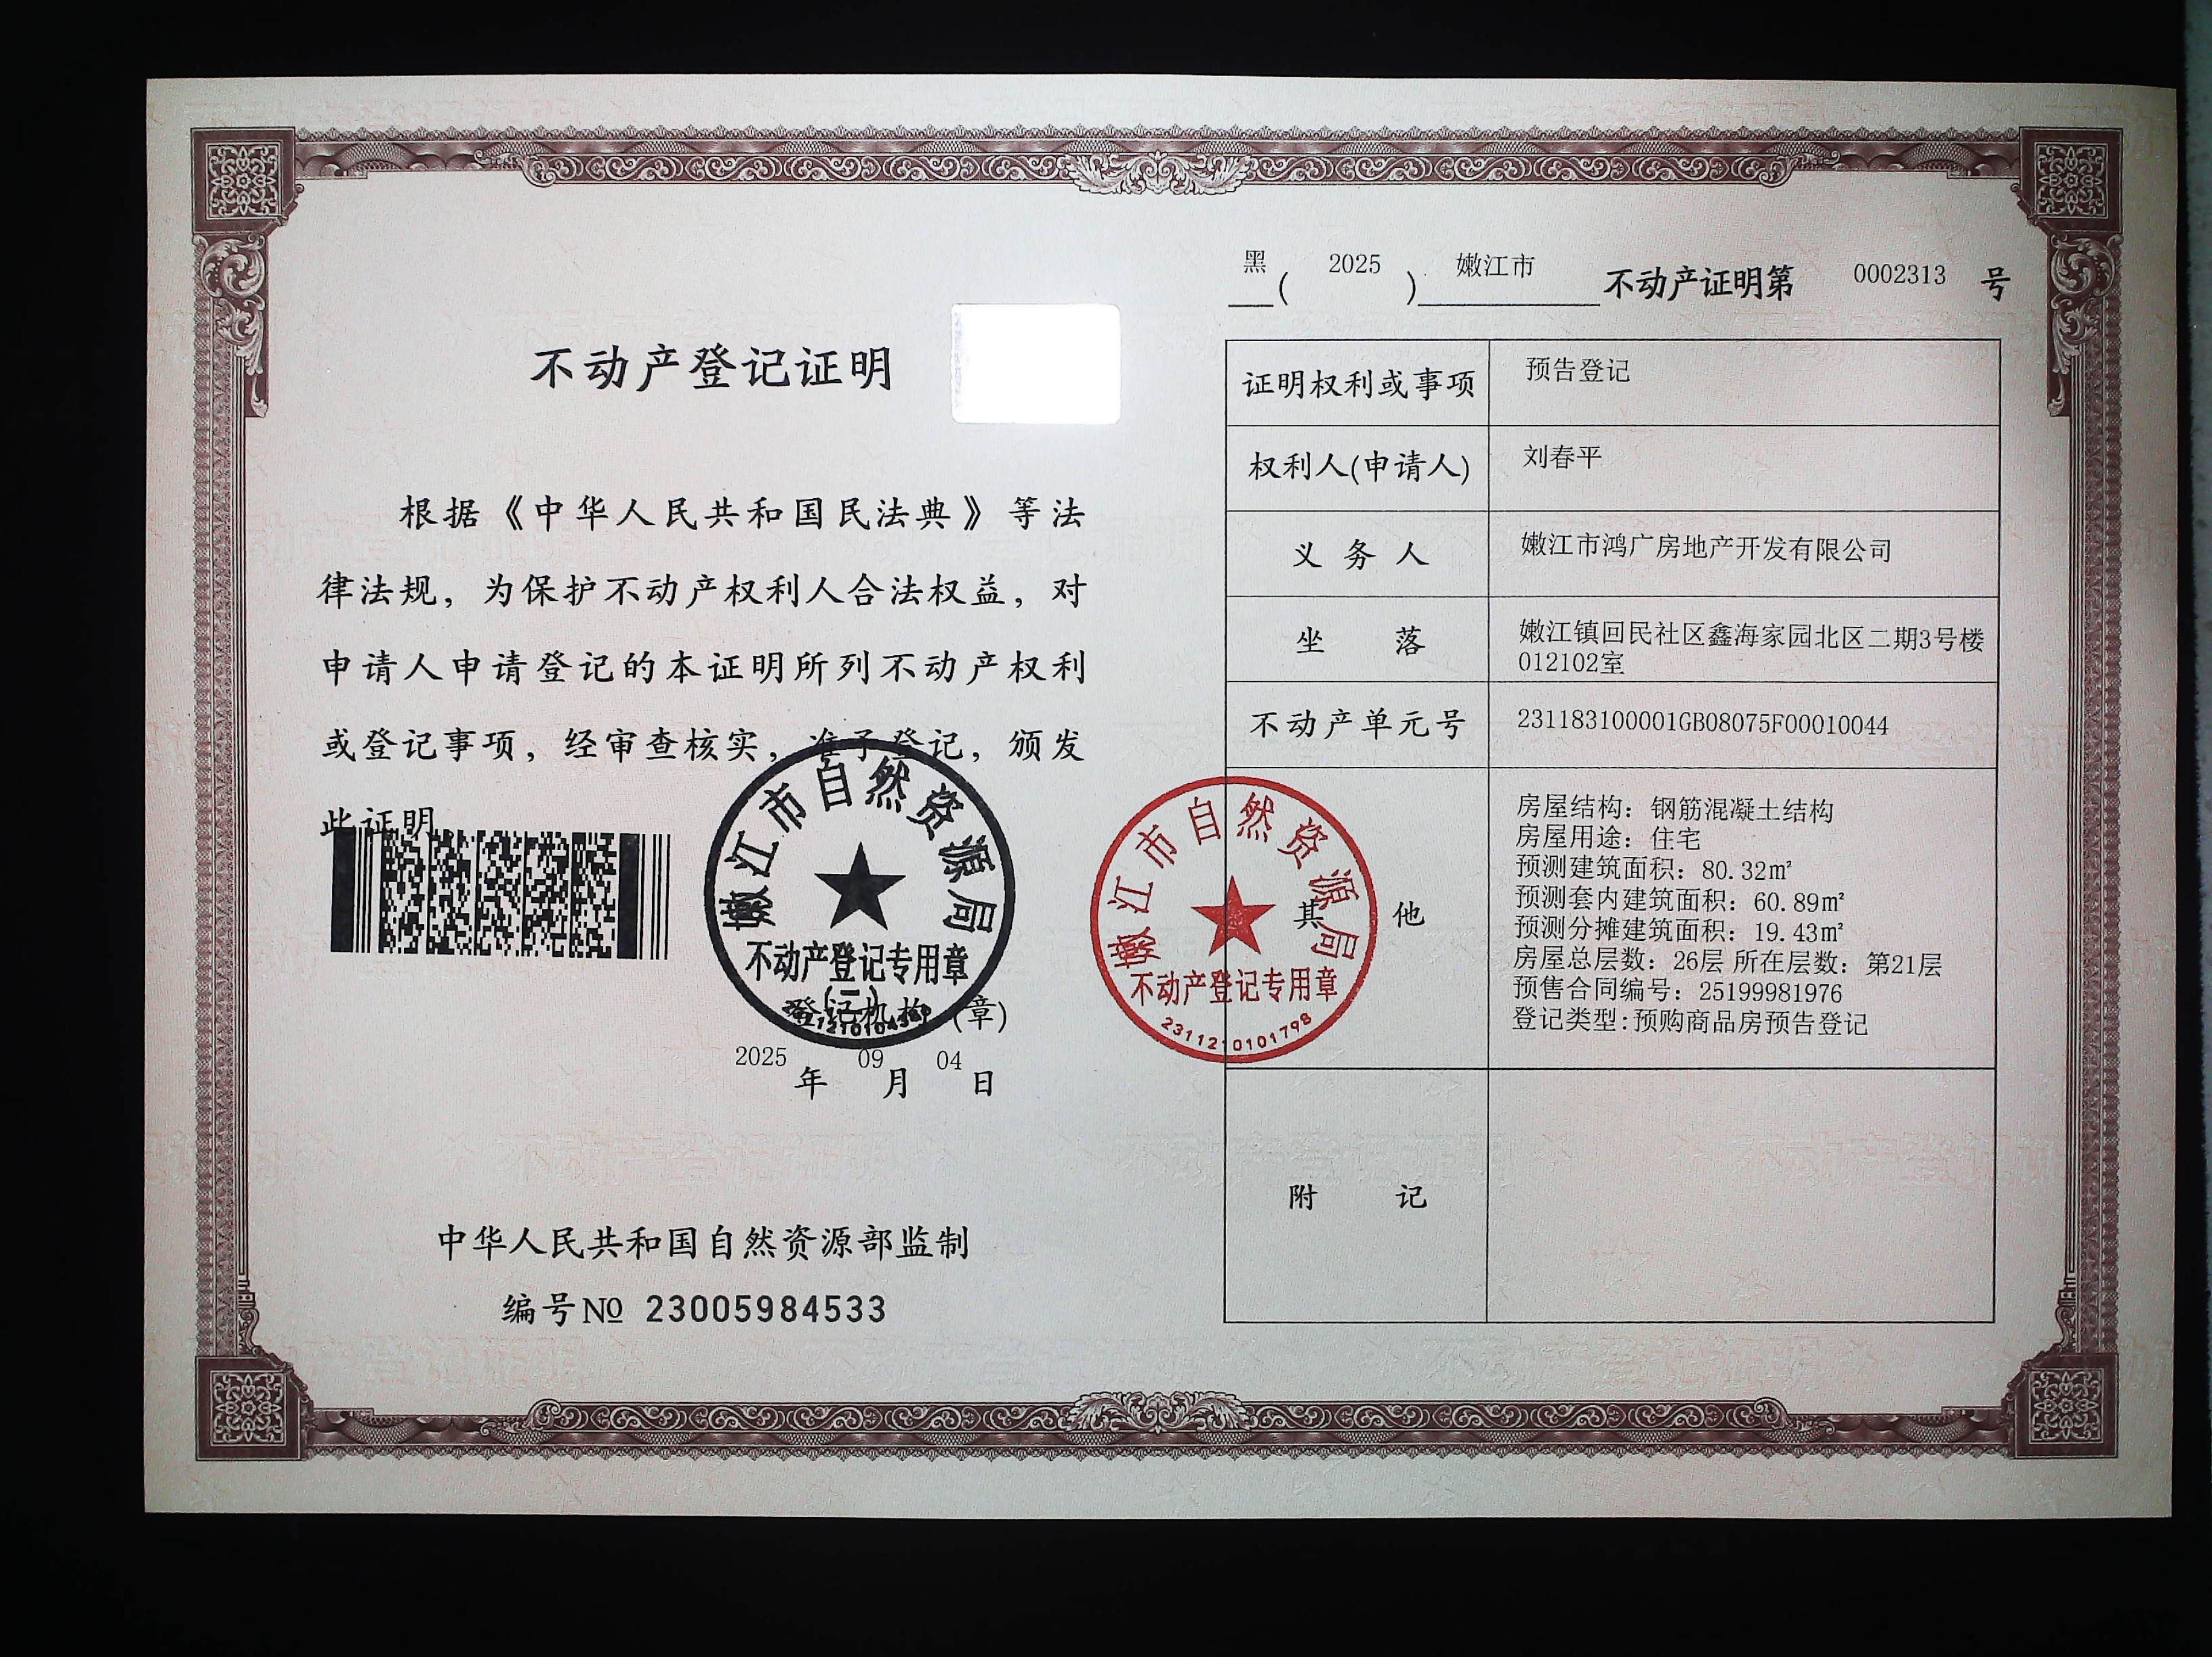 不动产登记证明
根据《中华人民共和国民法典》等法
律法规，为保护不动产权利人合法权益，对
申请人申请登记的本证明所列不动产权利
或登记事项，经审查核实，准予登记，颁发
此证明
嫩江市自然资源局
不动产登记专用章
(二)
登记机构 (章)
2025 年 09 月 04 日
中华人民共和国自然资源部监制
编号№ 23005984533
黑 ( 2025 ) 嫩江市 不动产证明第 0002313 号
证明权利或事项 预告登记
权利人(申请人) 刘春平
义务人 嫩江市鸿广房地产开发有限公司
坐落 嫩江镇回民社区鑫海家园北区二期3号楼
012102室
不动产单元号 231183100001GB08075F00010044
其他
房屋结构：钢筋混凝土结构
房屋用途：住宅
预测建筑面积：80.32㎡
预测套内建筑面积：60.89㎡
预测分摊建筑面积：19.43㎡
房屋总层数：26层 所在层数：第21层
预售合同编号：25199981976
登记类型:预购商品房预告登记
嫩江市自然资源局
不动产登记专用章
2311210101798
附记